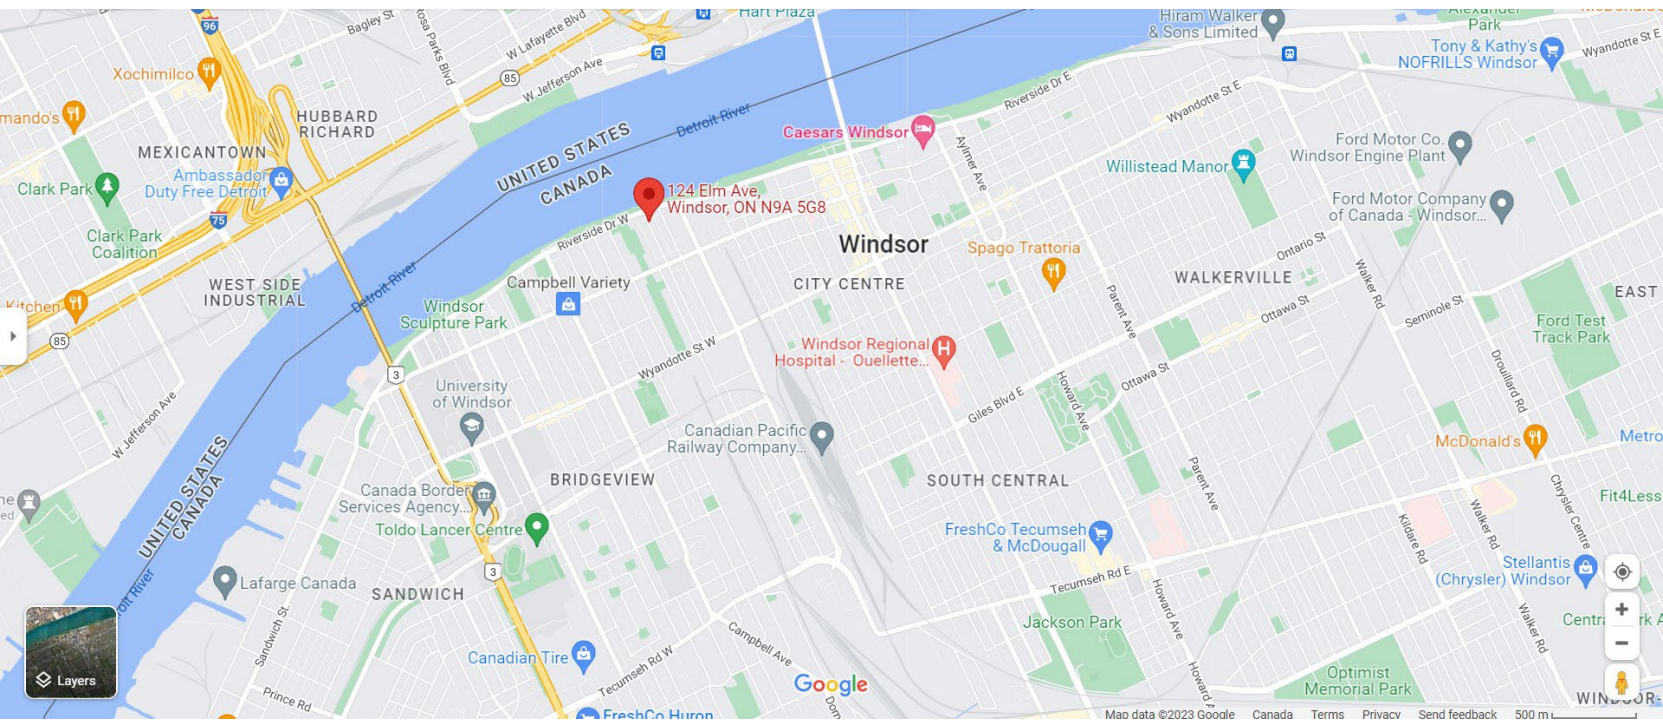 Hart Plaza
Hiram Walker
& Sons Limited
Park
Tony & Kathy's
NOFRILLS Windsor
Wyandotte St E
96
Bagley St
Rosa Parks Blvd
W Lafayette Blvd
85
W Jefferson Ave
Xochimilco
mando's
HUBBARD
RICHARD
MEXICANTOWN
Ambassador
Duty Free Detroit
Clark Park
75
Clark Park
Coalition
WEST SIDE
INDUSTRIAL
Kitchen
85
W Jefferson Ave
UNITED STATES
CANADA
Detroit River
Caesars Windsor
Riverside Dr E
Wyandotte St E
Aylmer Ave
Willistead Manor
Ford Motor Co.
Windsor Engine Plant
Ford Motor Company
of Canada - Windsor...
124 Elm Ave,
Windsor, ON N9A 5G8
Riverside Dr W
Windsor
CITY CENTRE
Spago Trattoria
WALKERVILLE
Ontario St
Walker Rd
Seminole St
EAST
Ford Test
Track Park
Detroit River
Campbell Variety
Windsor
Sculpture Park
3
Wyandotte St W
Windsor Regional
Hospital - Ouellette...
Parent Ave
Ottawa St
Ottawa St
Howard Ave
Giles Blvd E
Drouillard Rd
University
of Windsor
Canadian Pacific
Railway Company...
McDonald's
Metro
BRIDGEVIEW
SOUTH CENTRAL
Parent Ave
Canada Border
Services Agency...
Toldo Lancer Centre
UNITED STATES
CANADA
FreshCo Tecumseh
& McDougall
Kildare Rd
Walker Rd
Chrysler Centre
Fit4Less
Stellantis
(Chrysler) Windsor
Lafarge Canada
SANDWICH
3
Tecumseh Rd E
Howard Ave
Jackson Park
Walker Rd
Sandwich St
Campbell Ave
Canadian Tire
Tecumseh Rd W
Prince Rd
Optimist
Memorial Park
Layers
Google
FreshCo Huron
Map data ©2023 Google Canada Terms Privacy Send feedback 500 m